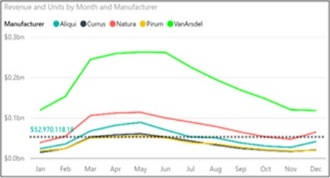 Revenue and Units by Month and Manufacturer
Manufacturer Aliqui Currus Natura Pirum VanArsdel
$0.3bn
$0.2bn
$0.1bn
$0.0bn
$52,970,118.19
Jan Feb Mar Apr May Jun Jul Aug Sep Oct Nov Dec